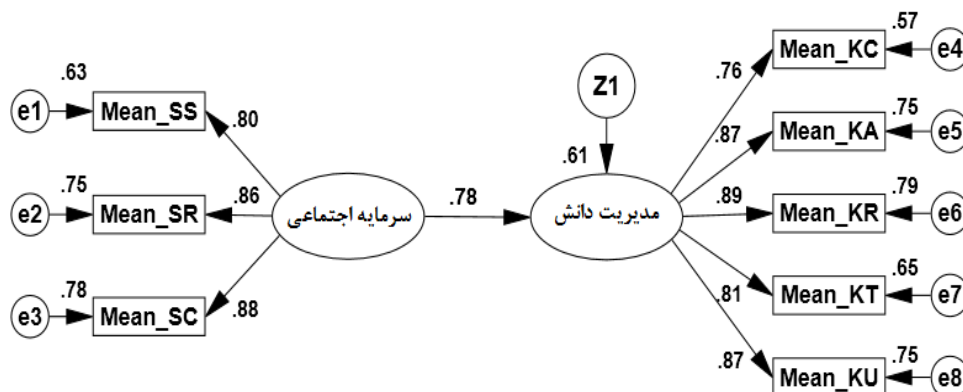 .63
e1
Mean_SS
.80
.75
e2
Mean_SR
.86
.78
e3
Mean_SC
.88
سرمایه اجتماعی
.78
Z1
.61
مدیریت دانش
.76
Mean_KC
.57
e4
.87
Mean_KA
.75
e5
.89
Mean_KR
.79
e6
.81
Mean_KT
.65
e7
.87
Mean_KU
.75
e8